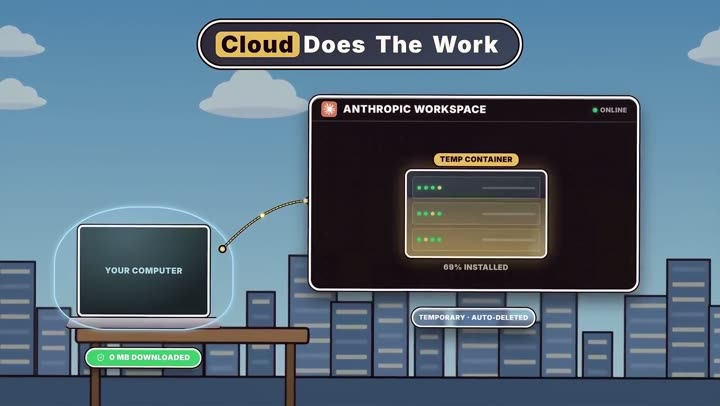 Cloud Does The Work
ANTHROPIC WORKSPACE
ONLINE
TEMP CONTAINER
YOUR COMPUTER
69% INSTALLED
TEMPORARY - AUTO-DELETED
0 MB DOWNLOADED